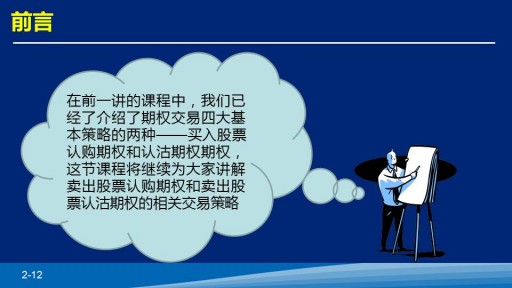 前言
在前一讲的课程中，我们已
经了介绍了期权交易四大基
本策略的两种——买入股票
认购期权和认沽期权期权，
这节课程将继续为大家讲解
卖出股票认购期权和卖出股
票认沽期权的相关交易策略
2-12